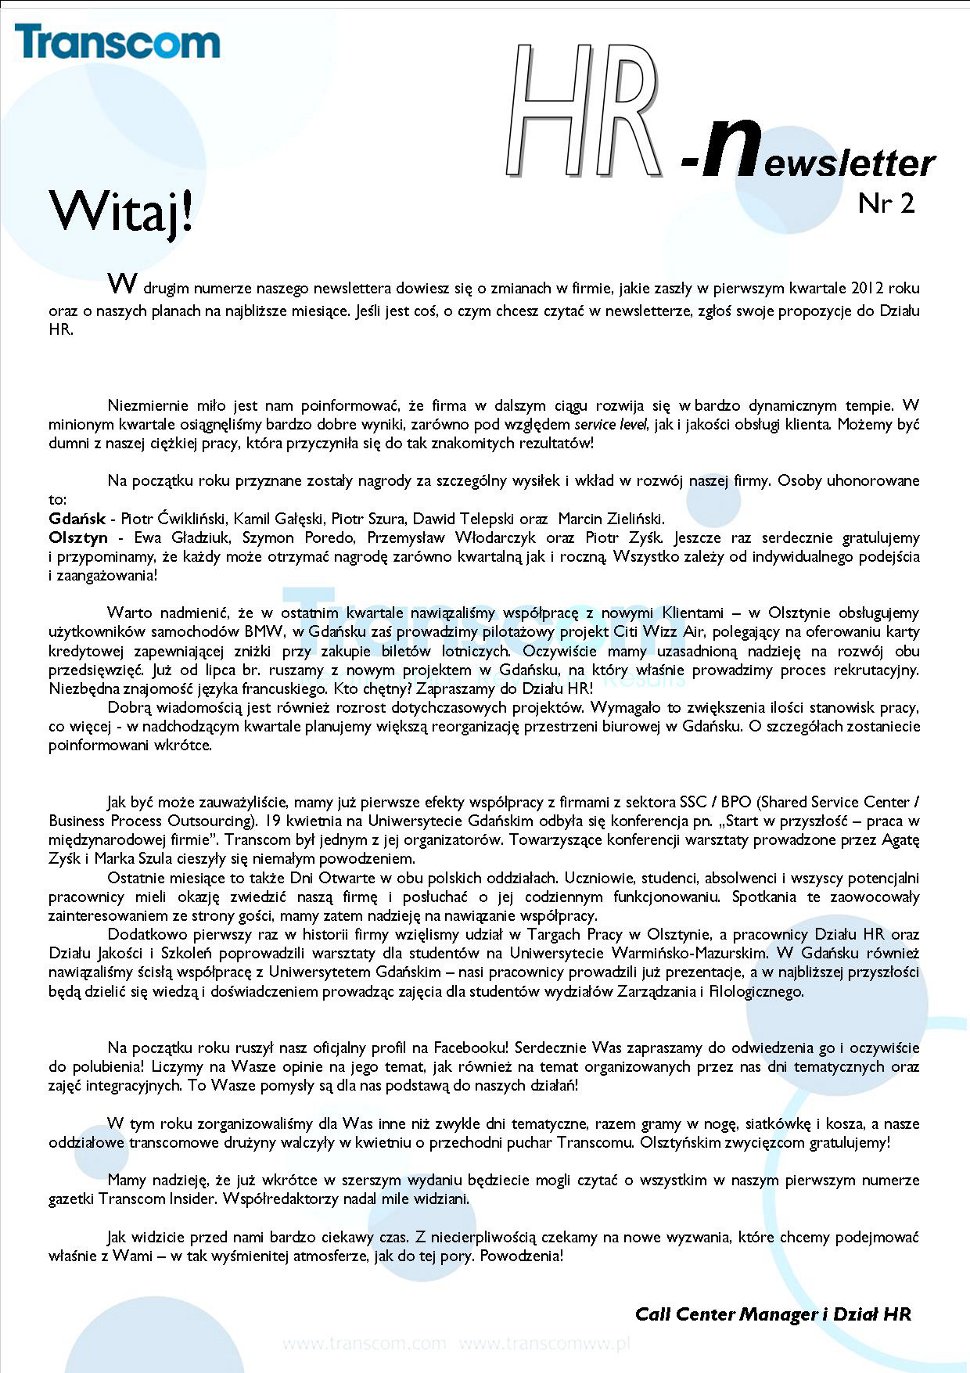 Transcom
HR -newsletter
Nr 2
Witaj!
W drugim numerze naszego newslettera dowiesz się o zmianach w firmie, jakie zaszły w pierwszym kwartale 2012 roku
oraz o naszych planach na najbliższe miesiące. Jeśli jest coś, o czym chcesz czytać w newsletterze, zgłoś swoje propozycje do Działu
HR.
Niezmiernie miło jest nam poinformować, że firma w dalszym ciągu rozwija się w bardzo dynamicznym tempie. W
minionym kwartale osiągnęliśmy bardzo dobre wyniki, zarówno pod względem service level, jak i jakości obsługi klienta. Możemy być
dumni z naszej ciężkiej pracy, która przyczyniła się do tak znakomitych rezultatów!
Na początku roku przyznane zostały nagrody za szczególny wysiłek i wkład w rozwój naszej firmy. Osoby uhonorowane
to:
Gdańsk - Piotr Ćwikliński, Kamil Gałęski, Piotr Szura, Dawid Telepski oraz Marcin Zieliński.
Olsztyn - Ewa Gładziuk, Szymon Poredo, Przemysław Włodarczyk oraz Piotr Zyśk. Jeszcze raz serdecznie gratulujemy
i przypominamy, że każdy może otrzymać nagrodę zarówno kwartalną jak i roczną. Wszystko zależy od indywidualnego podejścia
i zaangażowania!
Warto nadmienić, że w ostatnim kwartale nawiązaliśmy współpracę z nowymi Klientami – w Olsztynie obsługujemy
użytkowników samochodów BMW, w Gdańsku zaś prowadzimy pilotażowy projekt Citi Wizz Air, polegający na oferowaniu karty
kredytowej zapewniającej zniżki przy zakupie biletów lotniczych. Oczywiście mamy uzasadnioną nadzieję na rozwój obu
przedsięwzięć. Już od lipca br. ruszamy z nowym projektem w Gdańsku, na który właśnie prowadzimy proces rekrutacyjny.
Niezbędna znajomość języka francuskiego. Kto chętny? Zapraszamy do Działu HR!
Dobrą wiadomością jest również rozrost dotychczasowych projektów. Wymagało to zwiększenia ilości stanowisk pracy,
co więcej - w nadchodzącym kwartale planujemy większą reorganizację przestrzeni biurowej w Gdańsku. O szczegółach zostaniecie
poinformowani wkrótce.
Jak być może zauważyliście, mamy już pierwsze efekty współpracy z firmami z sektora SSC / BPO (Shared Service Center /
Business Process Outsourcing). 19 kwietnia na Uniwersytecie Gdańskim odbyła się konferencja pn. „Start w przyszłość – praca w
międzynarodowej firmie”. Transcom był jednym z jej organizatorów. Towarzyszące konferencji warsztaty prowadzone przez Agatę
Zyśk i Marka Szula cieszyły się niemałym powodzeniem.
Ostatnie miesiące to także Dni Otwarte w obu polskich oddziałach. Uczniowie, studenci, absolwenci i wszyscy potencjalni
pracownicy mieli okazję zwiedzić naszą firmę i posłuchać o jej codziennym funkcjonowaniu. Spotkania te zaowocowały
zainteresowaniem ze strony gości, mamy zatem nadzieję na nawiązanie współpracy.
Dodatkowo pierwszy raz w historii firmy wzięlismy udział w Targach Pracy w Olsztynie, a pracownicy Działu HR oraz
Działu Jakości i Szkoleń poprowadzili warsztaty dla studentów na Uniwersytecie Warmińsko-Mazurskim. W Gdańsku również
nawiązaliśmy ścisłą współpracę z Uniwersytetem Gdańskim – nasi pracownicy prowadzili już prezentacje, a w najbliższej przyszłości
będą dzielić się wiedzą i doświadczeniem prowadząc zajęcia dla studentów wydziałów Zarządzania i Filologicznego.
Na początku roku ruszył nasz oficjalny profil na Facebooku! Serdecznie Was zapraszamy do odwiedzenia go i oczywiście
do polubienia! Liczymy na Wasze opinie na jego temat, jak również na temat organizowanych przez nas dni tematycznych oraz
zajęć integracyjnych. To Wasze pomysły są dla nas podstawą do naszych działań!
W tym roku zorganizowaliśmy dla Was inne niż zwykle dni tematyczne, razem gramy w nogę, siatkówkę i kosza, a nasze
oddziałowe transcomowe drużyny walczyły w kwietniu o przechodni puchar Transcomu. Olsztyńskim zwycięzcom gratulujemy!
Mamy nadzieję, że już wkrótce w szerszym wydaniu będziecie mogli czytać o wszystkim w naszym pierwszym numerze
gazetki Transcom Insider. Współredaktorzy nadal mile widziani.
Jak widzicie przed nami bardzo ciekawy czas. Z niecierpliwością czekamy na nowe wyzwania, które chcemy podejmować
właśnie z Wami – w tak wyśmienitej atmosferze, jak do tej pory. Powodzenia!
Call Center Manager i Dział HR
www.transcom.com www.transcomww.pl